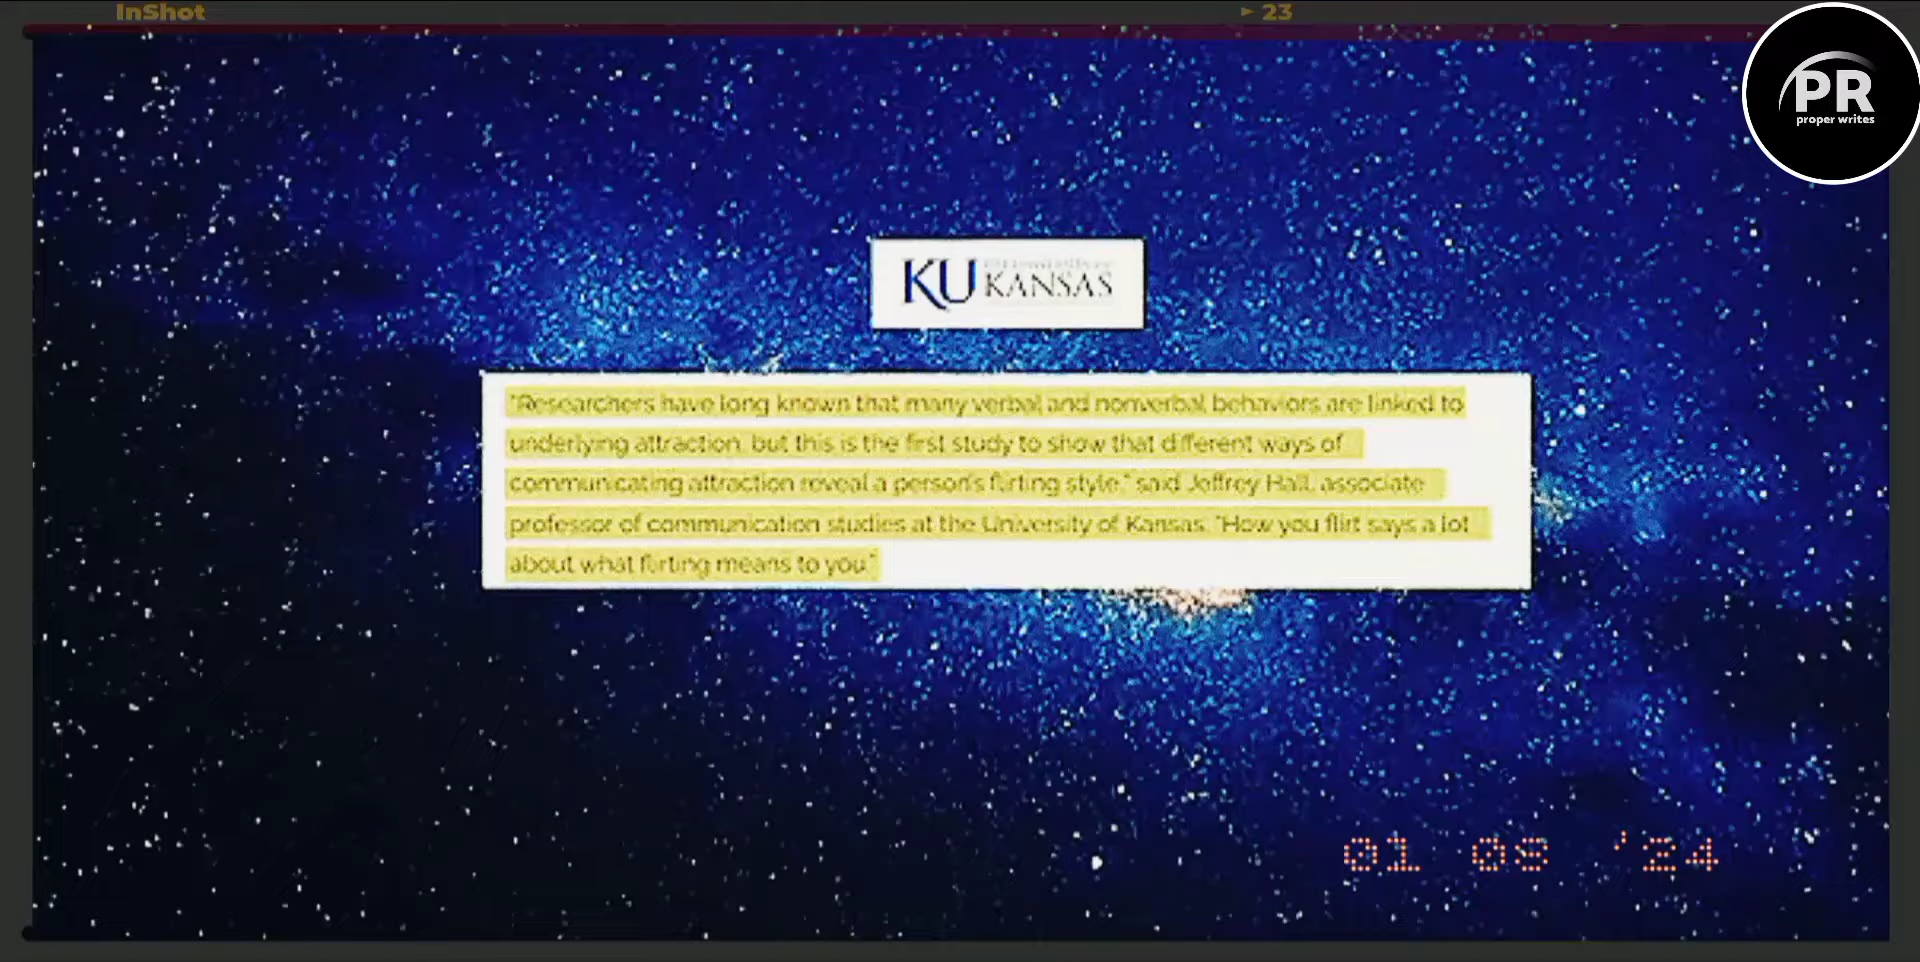 InShot
► 23
PR
proper writes
KU KANSAS
"Researchers have long known that many verbal and nonverbal behaviors are linked to
underlying attraction, but this is the first study to show that different ways of
communicating attraction reveal a person's flirting style," said Jeffrey Hall, associate
professor of communication studies at the University of Kansas. "How you flirt says a lot
about what flirting means to you."
01 '24